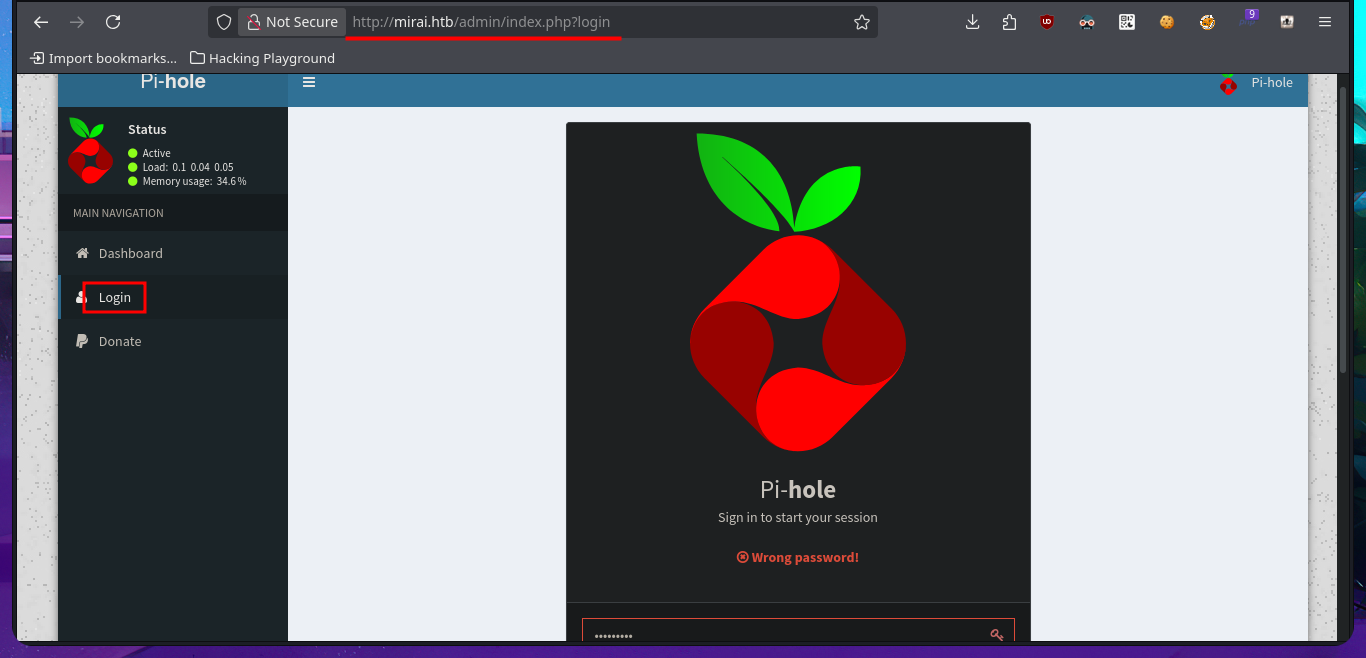 Not Secure http://mirai.htb/admin/index.php?login
9
Import bookmarks... Hacking Playground
Pi-hole
Pi-hole
Status
Active
Load: 0.1 0.04 0.05
Memory usage: 34.6 %
MAIN NAVIGATION
Dashboard
Login
Donate
Pi-hole
Sign in to start your session
Wrong password!
•••••••••